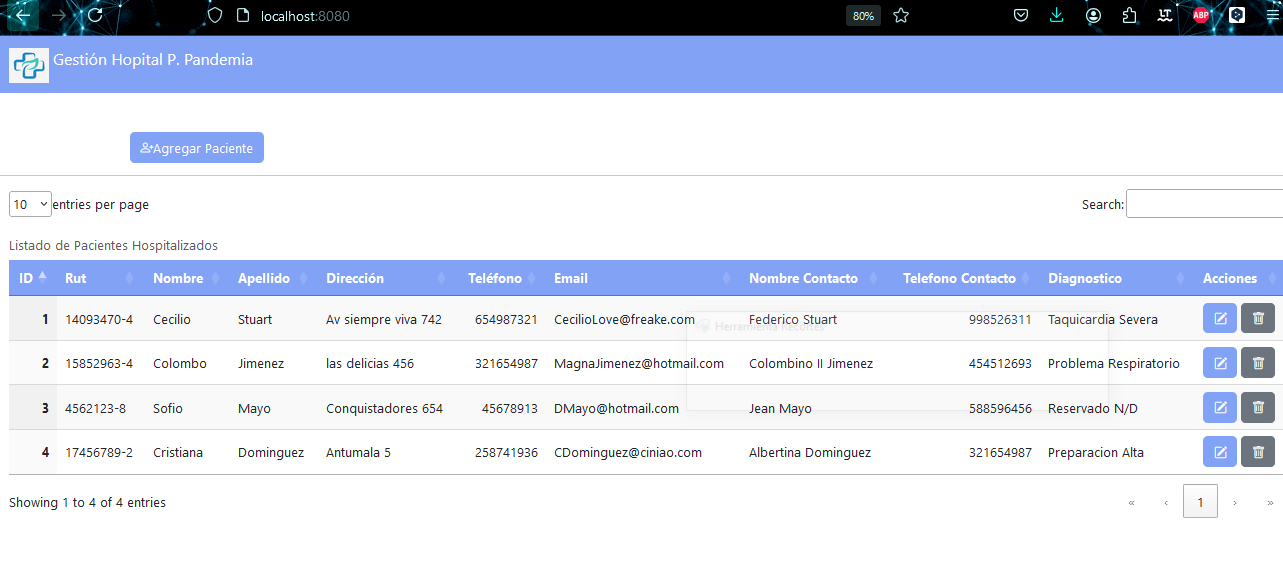 localhost:8080
80%
LT
ABP
Gestión Hopital P. Pandemia
Agregar Paciente
10 entries per page
Search:
Listado de Pacientes Hospitalizados
ID Rut Nombre Apellido Dirección Teléfono Email Nombre Contacto Telefono Contacto Diagnostico Acciones
1 14093470-4 Cecilio Stuart Av siempre viva 742 654987321 CecilioLove@freake.com Federico Stuart 998526311 Taquicardia Severa
Herramienta Recortes
2 15852963-4 Colombo Jimenez las delicias 456 321654987 MagnaJimenez@hotmail.com Colombino II Jimenez 454512693 Problema Respiratorio
3 4562123-8 Sofio Mayo Conquistadores 654 45678913 DMayo@hotmail.com Jean Mayo 588596456 Reservado N/D
4 17456789-2 Cristiana Dominguez Antumala 5 258741936 CDominguez@ciniao.com Albertina Dominguez 321654987 Preparacion Alta
Showing 1 to 4 of 4 entries
« ‹ 1 › »